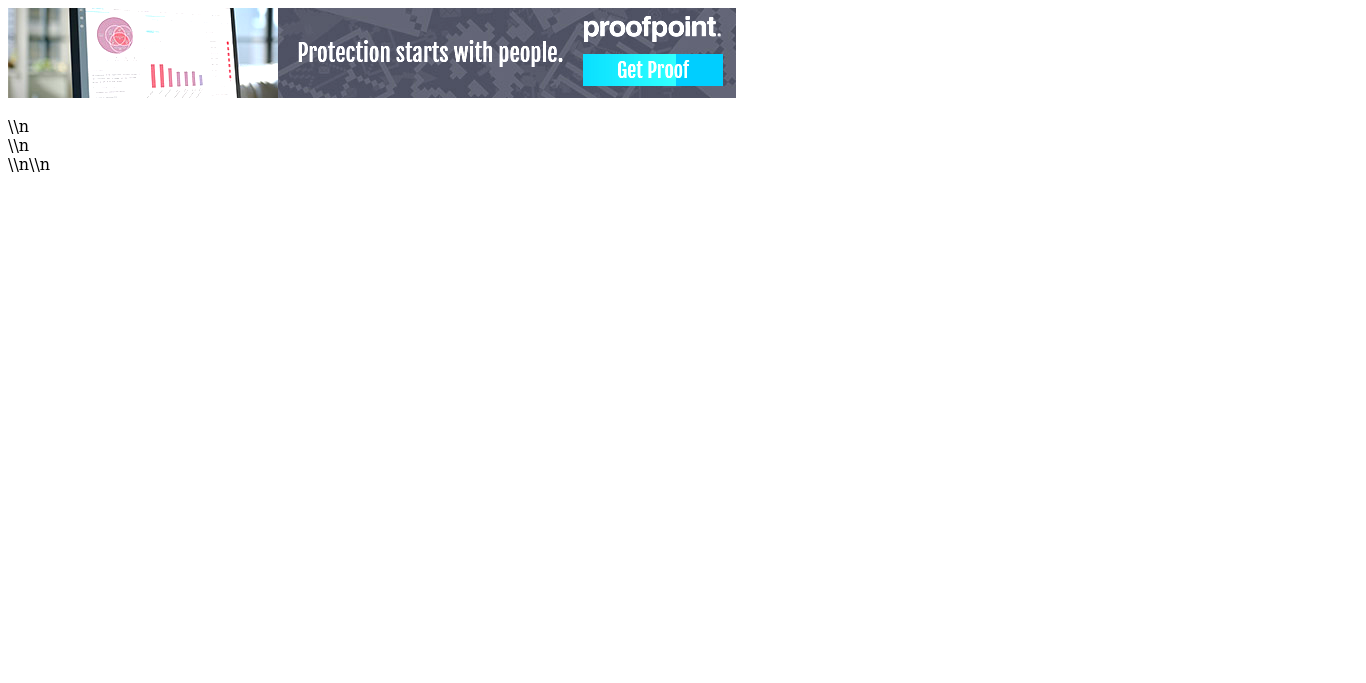 Protection starts with people.
proofpoint.
Get Proof
\\n
\\n
\\n\\n